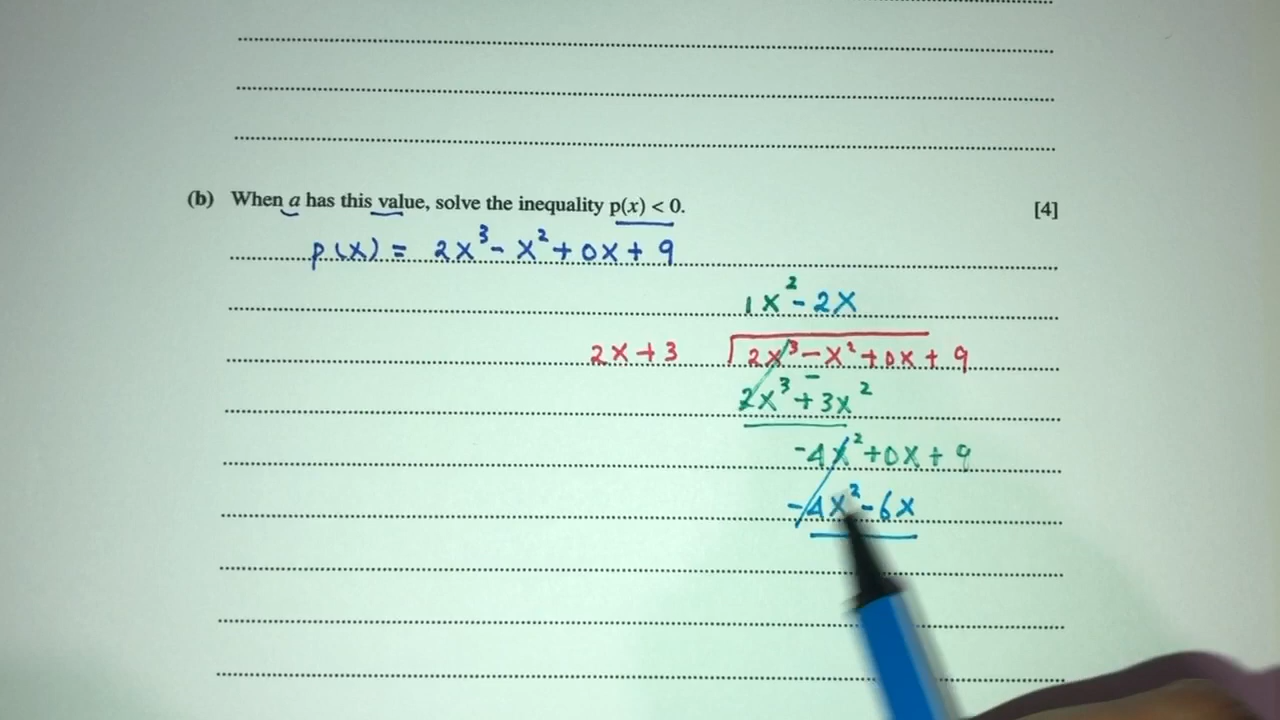 (b) When a has this value, solve the inequality p(x) < 0. [4]
p(x) = 2x³ - x² + 0x + 9
1x² - 2x
2x + 3 2x³ - x² + 0x + 9
2x³ + 3x²
-4x² + 0x + 9
-4x² - 6x